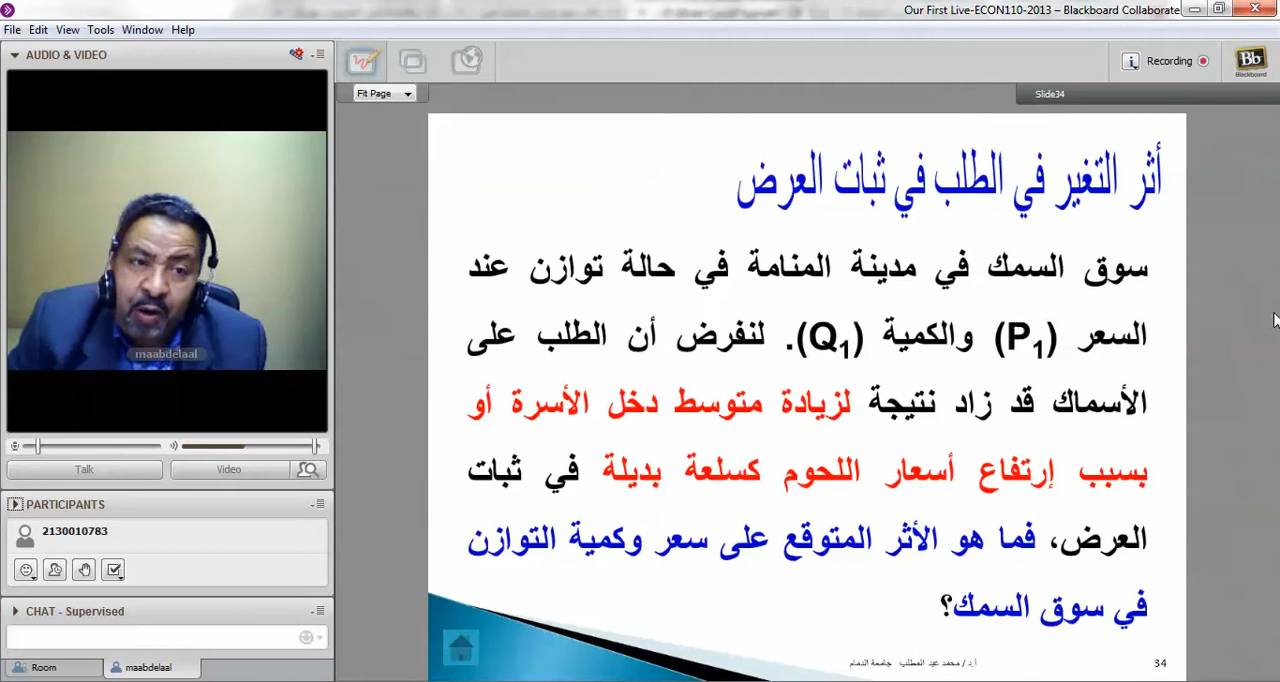 Our First Live-ECON110-2013 – Blackboard Collaborate
File Edit View Tools Window Help
AUDIO & VIDEO
maabdelaal
Talk Video
PARTICIPANTS
2130010783
CHAT - Supervised
Room maabdelaal
Fit Page
i Recording
Bb
Blackboard
Slide34
أثر التغير في الطلب في ثبات العرض
سوق السمك في مدينة المنامة في حالة توازن عند
السعر (P1) والكمية (Q1). لنفرض أن الطلب على
الأسماك قد زاد نتيجة لزيادة متوسط دخل الأسرة أو
بسبب إرتفاع أسعار اللحوم كسلعة بديلة في ثبات
العرض، فما هو الأثر المتوقع على سعر وكمية التوازن
في سوق السمك؟
أ.د / محمد عبد المطلب جامعة الدمام
34